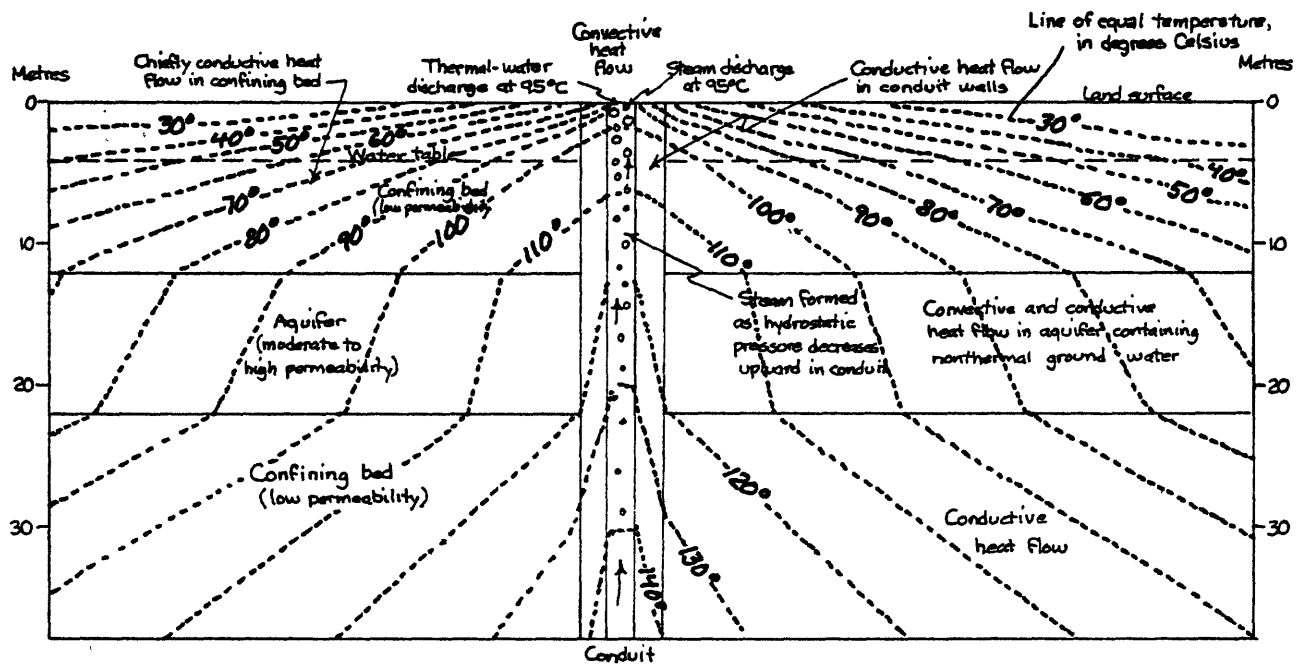 Convective
heat
flow
Line of equal temperature,
in degrees Celsius
Metres
Chiefly conductive heat
flow in confining bed
Thermal-water
discharge at 95°C
Steam discharge
at 95°C
Conductive heat flow
in conduit walls
Metres
Land surface
0
0
30°
40°
50°
60°
Water table
30°
40°
50°
60°
70°
80°
90°
100
110°
Confining bed
(low permeability)
100°
90°
80°
70°
110°
10
10
Aquifer
(moderate to
high permeability)
Steam formed
as hydrostatic
pressure decreases
upward in conduit
Convective and conductive
heat flow in aquifer containing
nonthermal ground water
20
20
Confining bed
(low permeability)
120°
Conductive
heat flow
30
30
130°
140°
Conduit